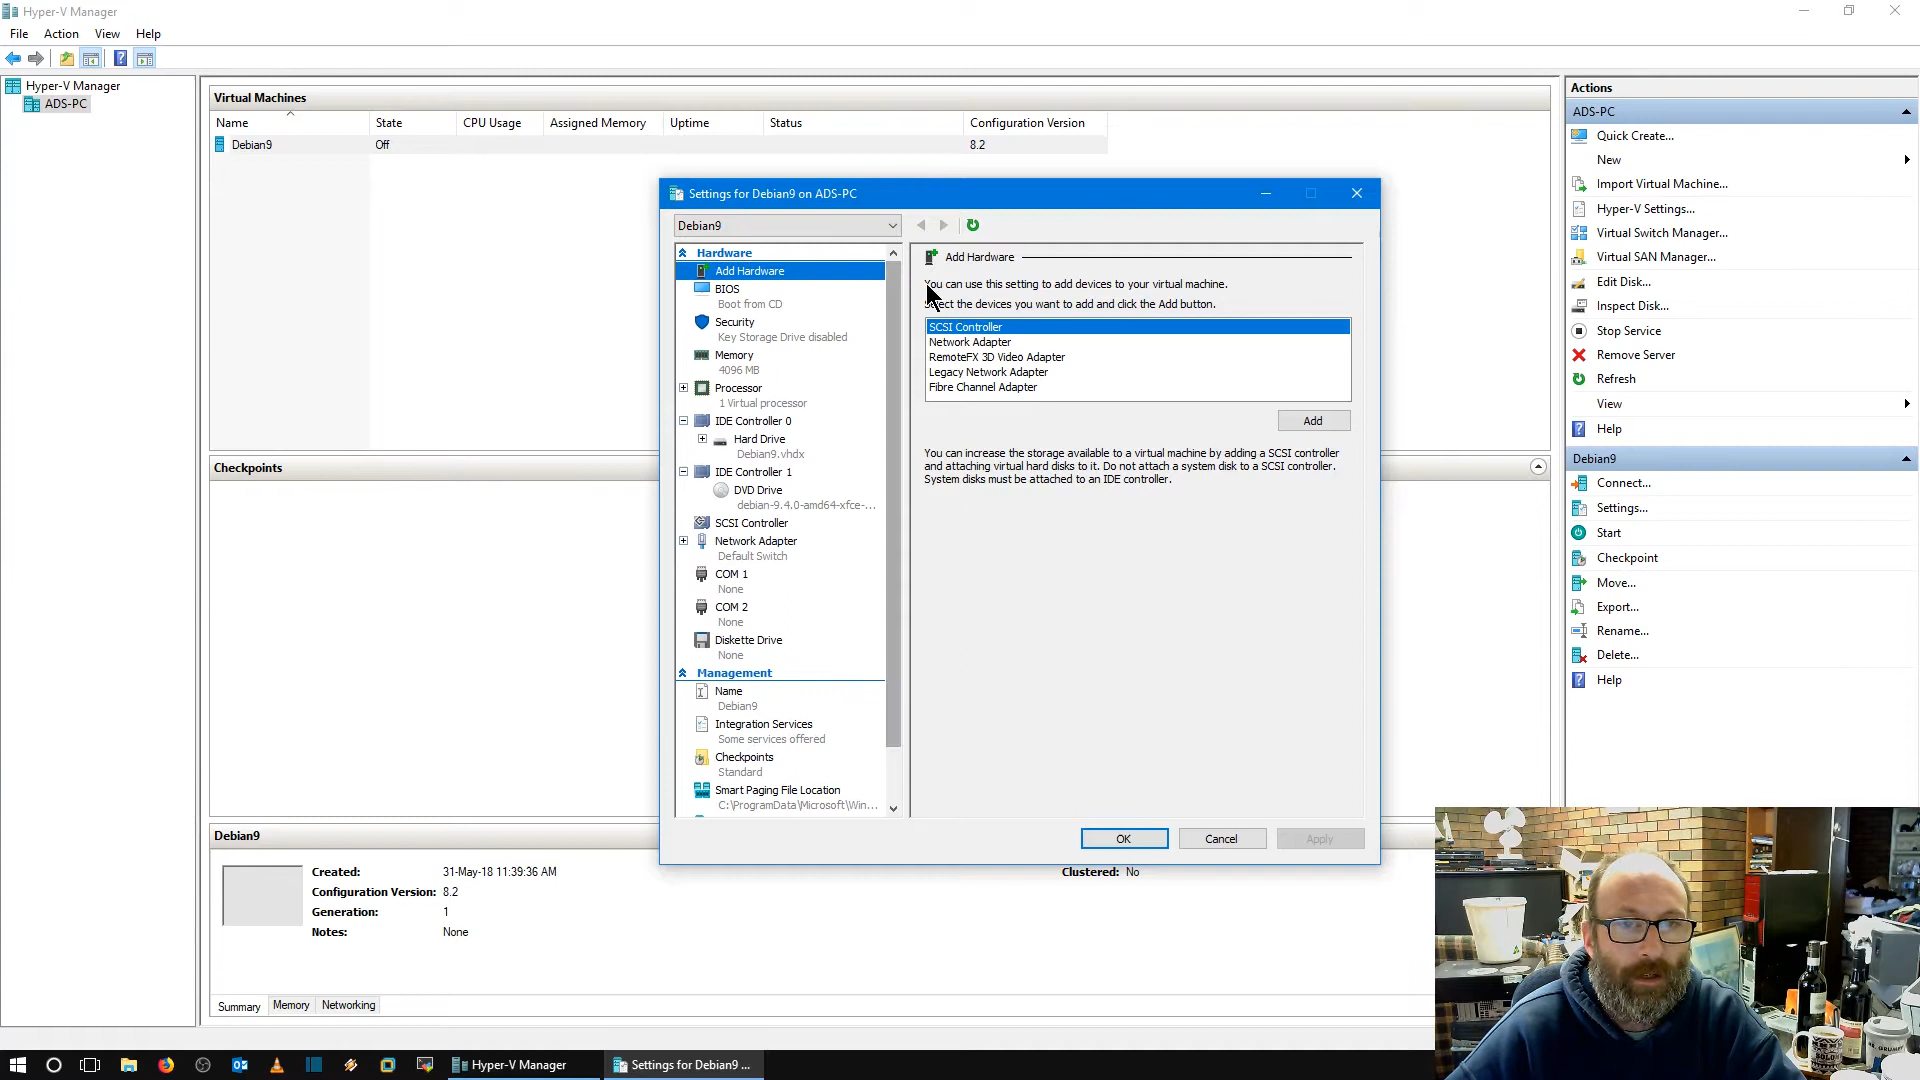 Hyper-V Manager
File Action View Help
Hyper-V Manager
ADS-PC
Virtual Machines
Name State CPU Usage Assigned Memory Uptime Status Configuration Version
Debian9 Off 8.2
Checkpoints
Debian9
Created: 31-May-18 11:39:36 AM
Configuration Version: 8.2
Generation: 1
Notes: None
Clustered: No
Summary Memory Networking
Settings for Debian9 on ADS-PC
Debian9
Hardware
Add Hardware
BIOS
Boot from CD
Security
Key Storage Drive disabled
Memory
4096 MB
Processor
1 Virtual processor
IDE Controller 0
Hard Drive
Debian9.vhdx
IDE Controller 1
DVD Drive
debian-9.4.0-amd64-xfce-...
SCSI Controller
Network Adapter
Default Switch
COM 1
None
COM 2
None
Diskette Drive
None
Management
Name
Debian9
Integration Services
Some services offered
Checkpoints
Standard
Smart Paging File Location
C:\ProgramData\Microsoft\Win...
Add Hardware
You can use this setting to add devices to your virtual machine.
Select the devices you want to add and click the Add button.
SCSI Controller
Network Adapter
RemoteFX 3D Video Adapter
Legacy Network Adapter
Fibre Channel Adapter
Add
You can increase the storage available to a virtual machine by adding a SCSI controller
and attaching virtual hard disks to it. Do not attach a system disk to a SCSI controller.
System disks must be attached to an IDE controller.
OK Cancel Apply
Actions
ADS-PC
Quick Create...
New
Import Virtual Machine...
Hyper-V Settings...
Virtual Switch Manager...
Virtual SAN Manager...
Edit Disk...
Inspect Disk...
Stop Service
Remove Server
Refresh
View
Help
Debian9
Connect...
Settings...
Start
Checkpoint
Move...
Export...
Rename...
Delete...
Help
Hyper-V Manager
Settings for Debian9 ...